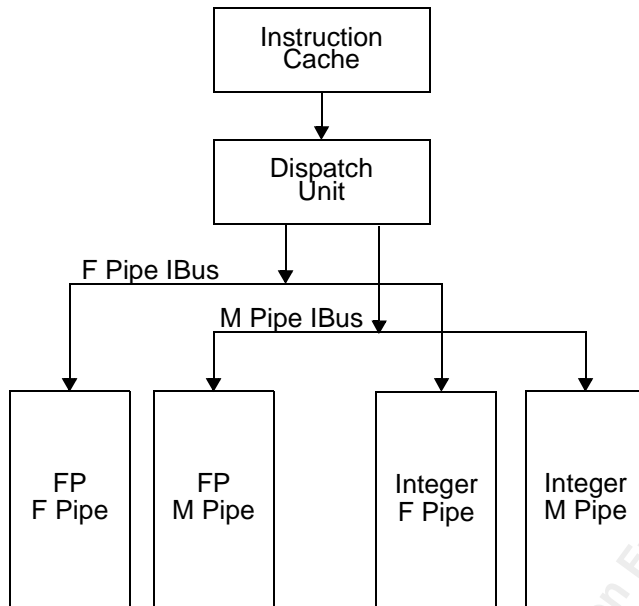 Instruction
Cache
Dispatch
Unit
F Pipe IBus
M Pipe IBus
FP
F Pipe
FP
M Pipe
Integer
F Pipe
Integer
M Pipe